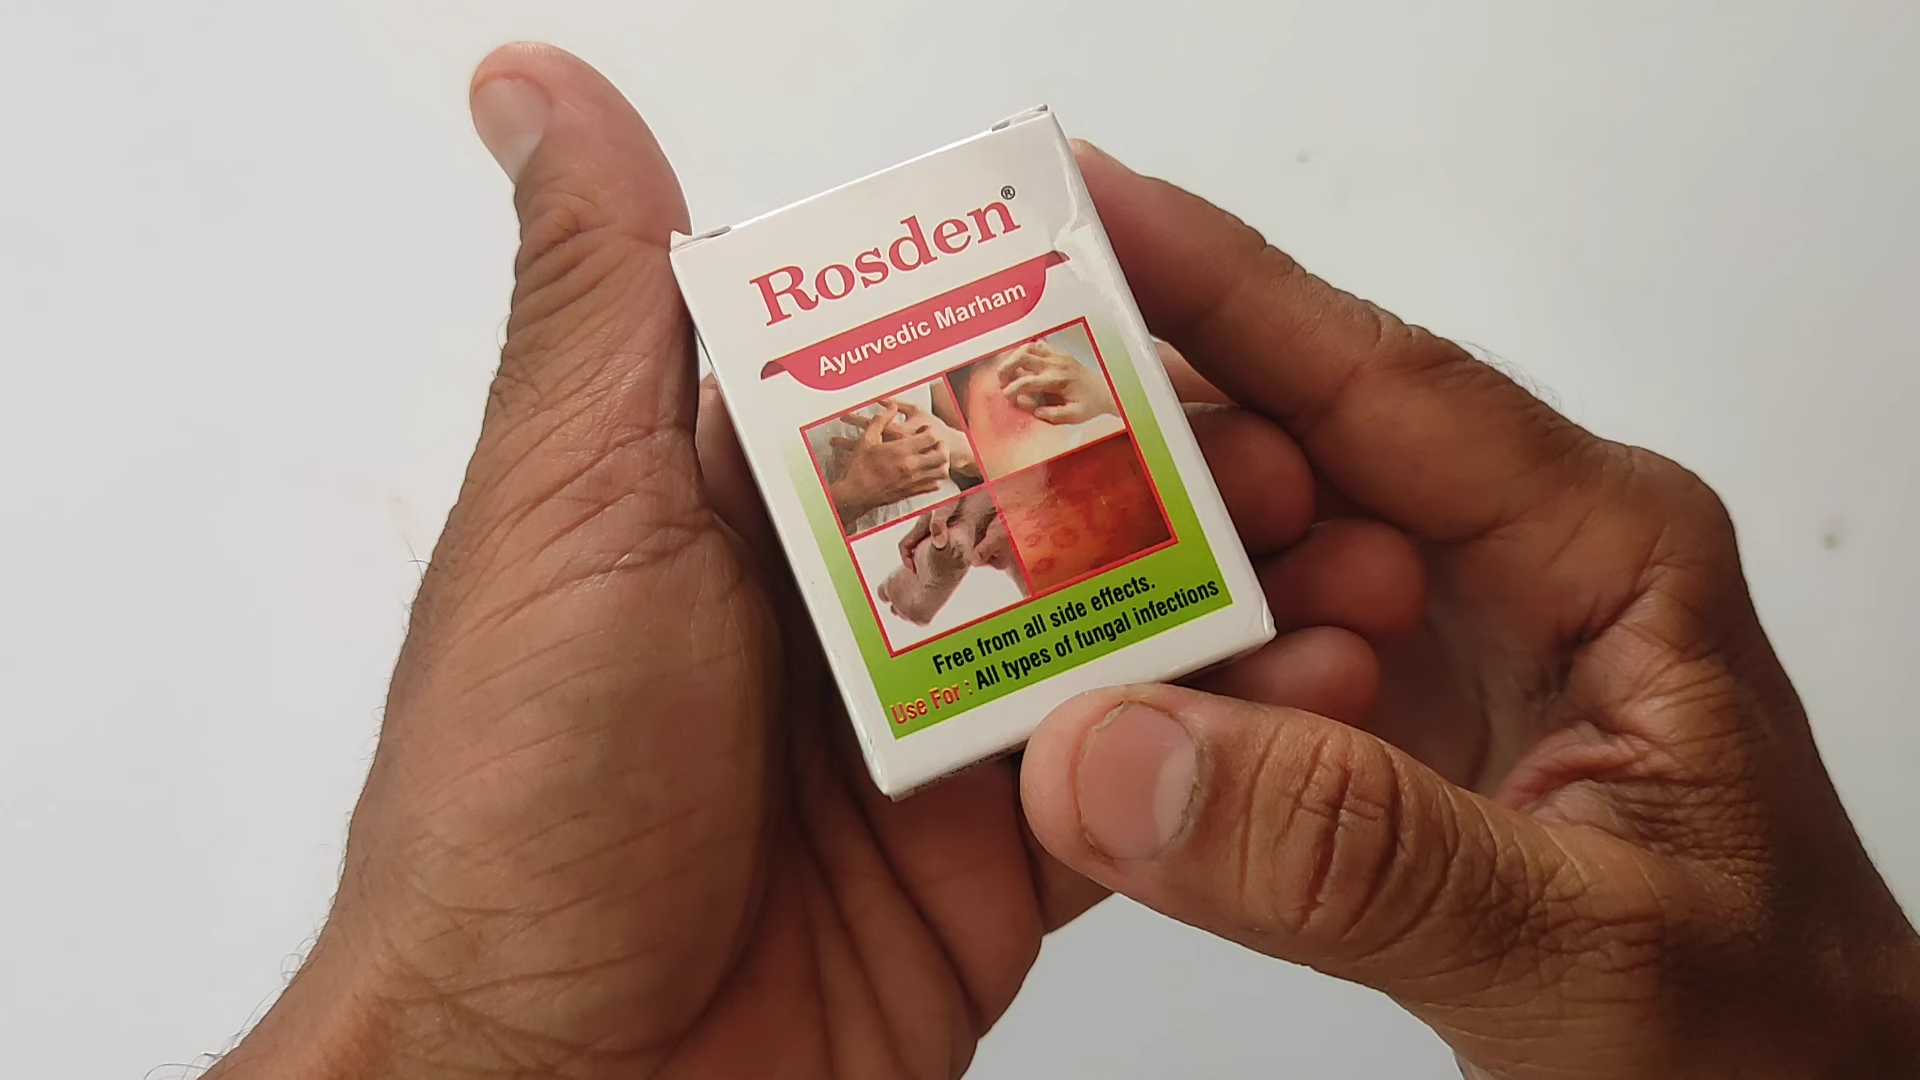 Rosden®
Ayurvedic Marham
Free from all side effects.
Use For : All types of fungal infections